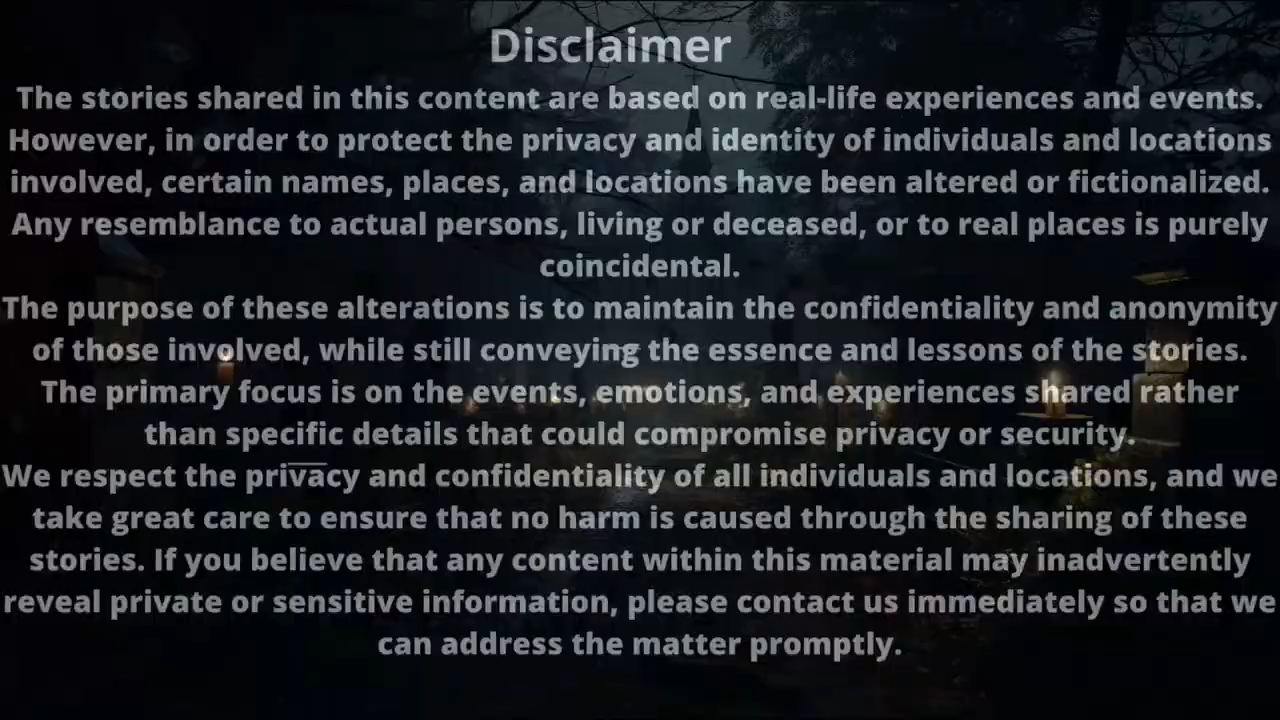 Disclaimer
The stories shared in this content are based on real-life experiences and events.
However, in order to protect the privacy and identity of individuals and locations
involved, certain names, places, and locations have been altered or fictionalized.
Any resemblance to actual persons, living or deceased, or to real places is purely
coincidental.
The purpose of these alterations is to maintain the confidentiality and anonymity
of those involved, while still conveying the essence and lessons of the stories.
The primary focus is on the events, emotions, and experiences shared rather
than specific details that could compromise privacy or security.
We respect the privacy and confidentiality of all individuals and locations, and we
take great care to ensure that no harm is caused through the sharing of these
stories. If you believe that any content within this material may inadvertently
reveal private or sensitive information, please contact us immediately so that we
can address the matter promptly.